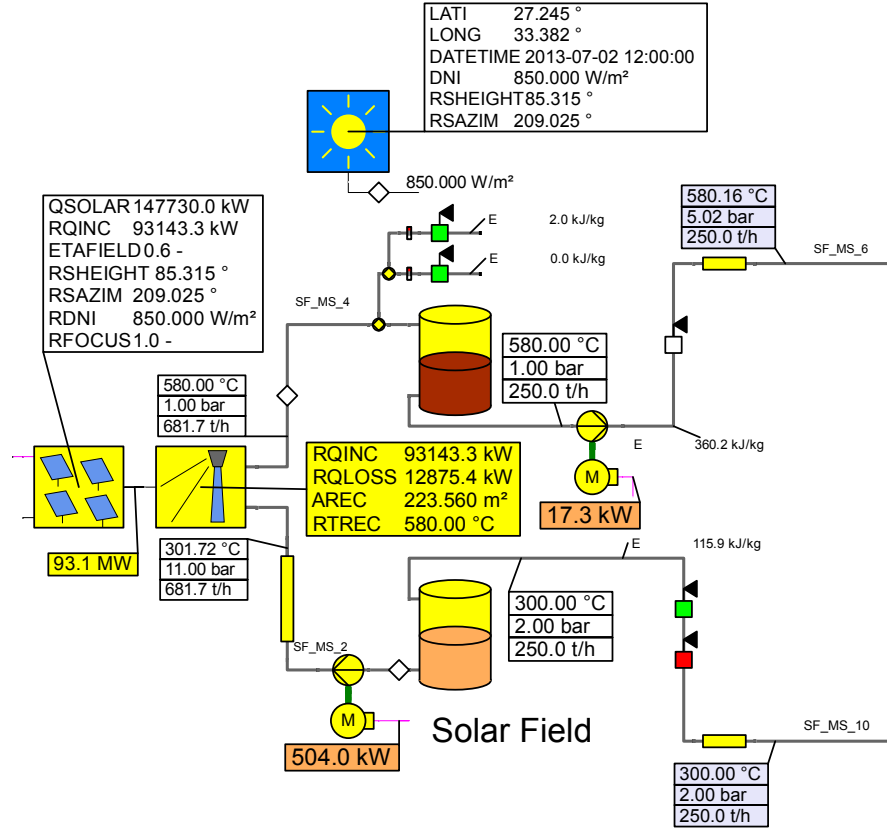 LATI 27.245 °
LONG 33.382 °
DATETIME 2013-07-02 12:00:00
DNI 850.000 W/m²
RSHEIGHT85.315 °
RSAZIM 209.025 °
850.000 W/m²
QSOLAR 147730.0 kW
RQINC 93143.3 kW
ETAFIELD0.6 -
RSHEIGHT 85.315 °
RSAZIM 209.025 °
RDNI 850.000 W/m²
RFOCUS1.0 -
E 2.0 kJ/kg
E 0.0 kJ/kg
580.16 °C
5.02 bar
250.0 t/h
SF_MS_6
SF_MS_4
580.00 °C
1.00 bar
681.7 t/h
580.00 °C
1.00 bar
250.0 t/h
E 360.2 kJ/kg
M
17.3 kW
RQINC 93143.3 kW
RQLOSS 12875.4 kW
AREC 223.560 m²
RTREC 580.00 °C
93.1 MW
301.72 °C
11.00 bar
681.7 t/h
E 115.9 kJ/kg
300.00 °C
2.00 bar
250.0 t/h
SF_MS_2
M
504.0 kW
Solar Field
SF_MS_10
300.00 °C
2.00 bar
250.0 t/h